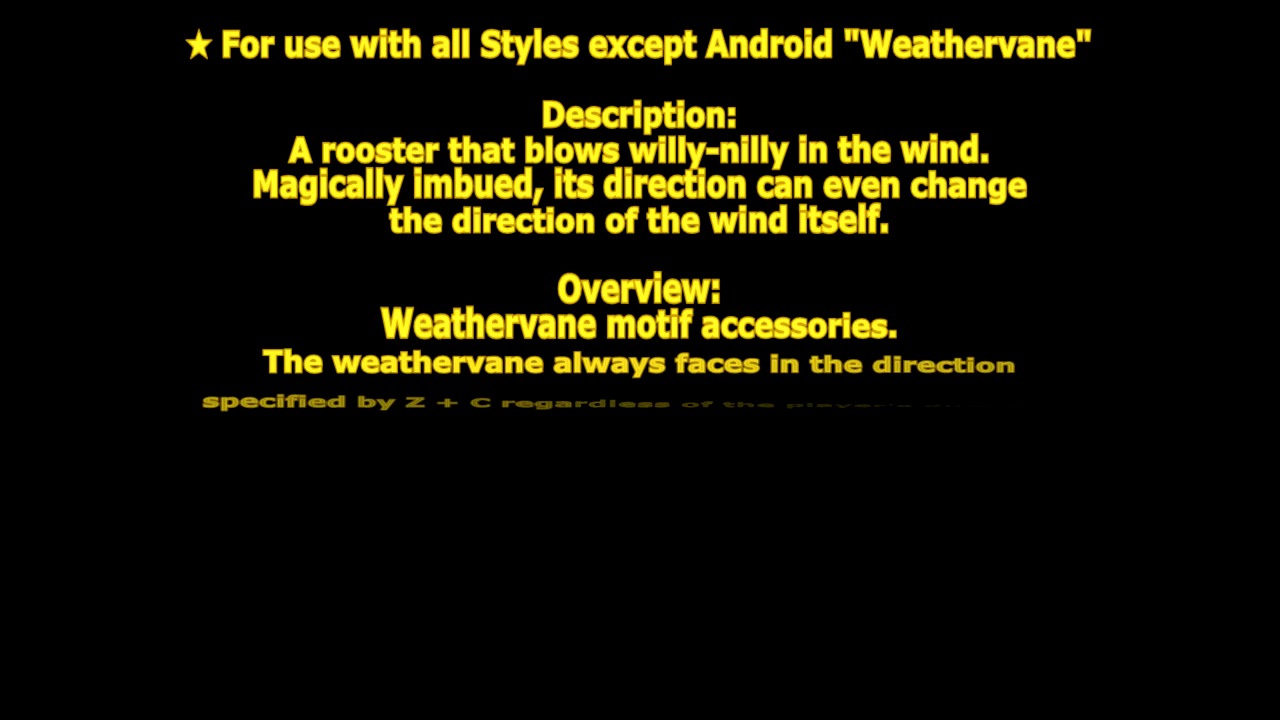 ★ For use with all Styles except Android "Weathervane"
Description:
A rooster that blows willy-nilly in the wind.
Magically imbued, its direction can even change
the direction of the wind itself.
Overview:
Weathervane motif accessories.
The weathervane always faces in the direction
specified by Z + C regardless of the player's